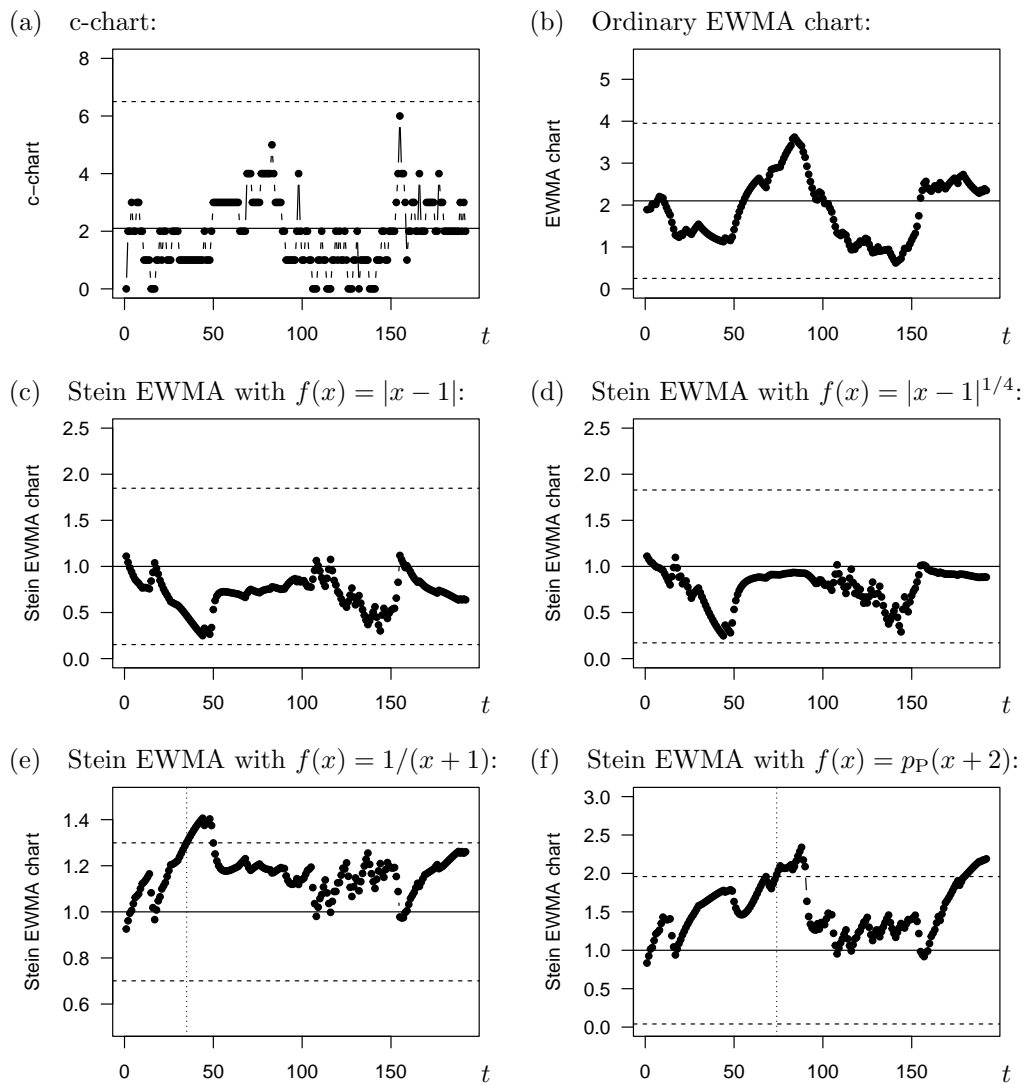 (a) c-chart:
8
6
4
2
0
c−chart
0 50 100 150 t
(b) Ordinary EWMA chart:
5
4
3
2
1
0
EWMA chart
0 50 100 150 t
(c) Stein EWMA with f(x) = |x − 1|:
2.5
2.0
1.5
1.0
0.5
0.0
Stein EWMA chart
0 50 100 150 t
(d) Stein EWMA with f(x) = |x − 1|^{1/4}:
2.5
2.0
1.5
1.0
0.5
0.0
Stein EWMA chart
0 50 100 150 t
(e) Stein EWMA with f(x) = 1/(x + 1):
1.4
1.2
1.0
0.8
0.6
Stein EWMA chart
0 50 100 150 t
(f) Stein EWMA with f(x) = p_P(x + 2):
3.0
2.5
2.0
1.5
1.0
0.5
0.0
Stein EWMA chart
0 50 100 150 t